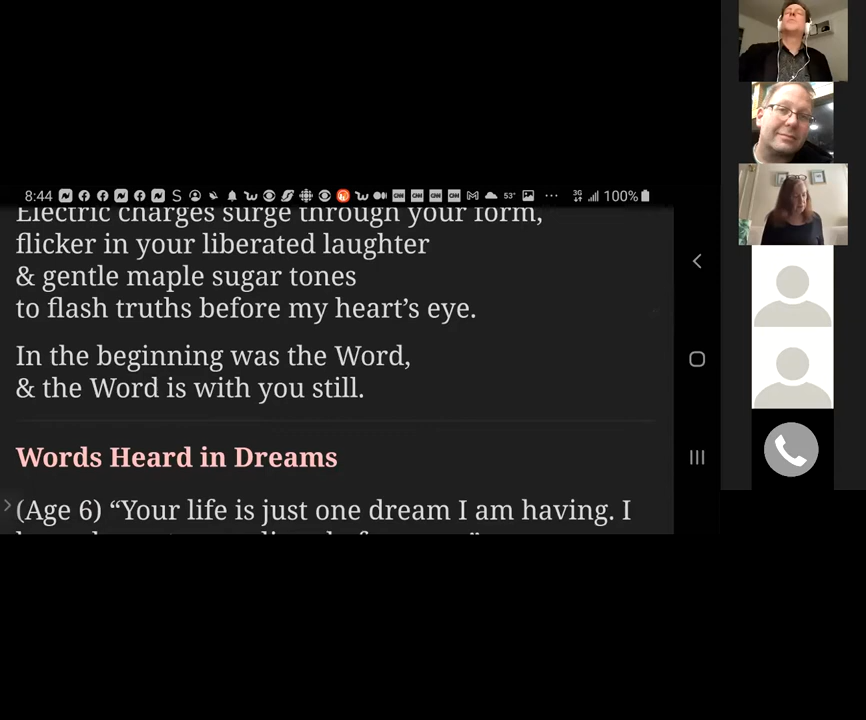 8:44 53° 3G 100%
Electric charges surge through your form,
flicker in your liberated laughter
& gentle maple sugar tones
to flash truths before my heart’s eye.
In the beginning was the Word,
& the Word is with you still.
Words Heard in Dreams
(Age 6) “Your life is just one dream I am having. I